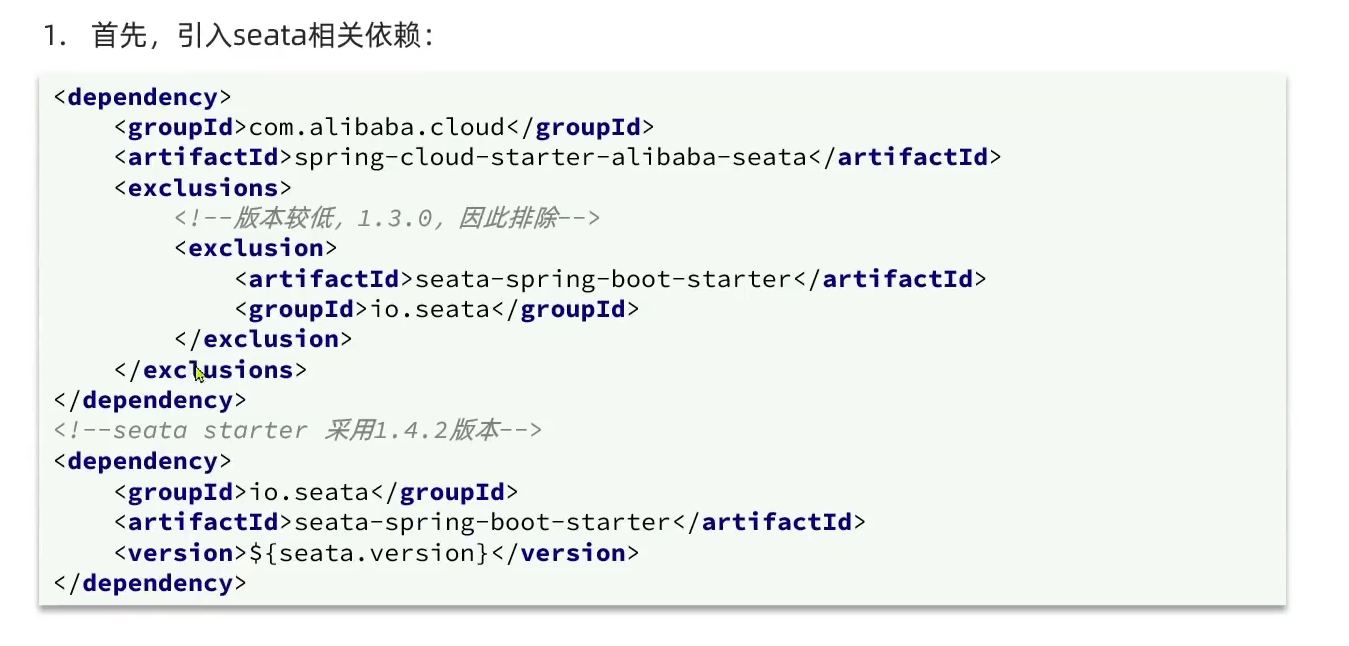 1. 首先，引入seata相关依赖：
<dependency>
    <groupId>com.alibaba.cloud</groupId>
    <artifactId>spring-cloud-starter-alibaba-seata</artifactId>
    <exclusions>
        <!--版本较低，1.3.0，因此排除-->
        <exclusion>
            <artifactId>seata-spring-boot-starter</artifactId>
            <groupId>io.seata</groupId>
        </exclusion>
    </exclusions>
</dependency>
<!--seata starter 采用1.4.2版本-->
<dependency>
    <groupId>io.seata</groupId>
    <artifactId>seata-spring-boot-starter</artifactId>
    <version>${seata.version}</version>
</dependency>